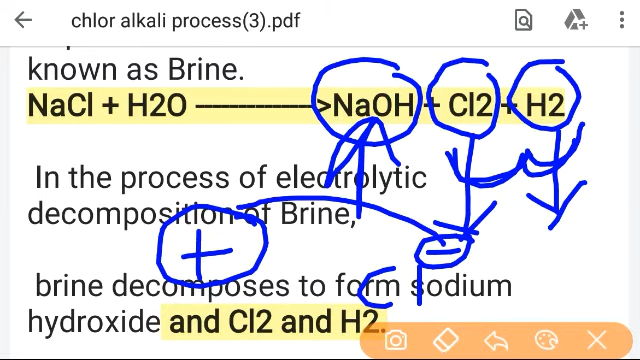 chlor alkali process(3).pdf
known as Brine.
NaCl + H2O ——————>NaOH + Cl2 + H2
In the process of electrolytic
decomposition of Brine,
+
–
Cl
brine decomposes to form sodium
hydroxide and Cl2 and H2.